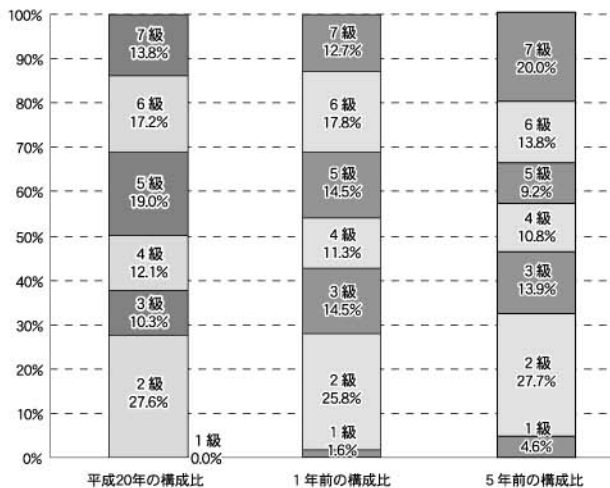 100%
90%
80%
70%
60%
50%
40%
30%
20%
10%
0%
7級
13.8%
6級
17.2%
5級
19.0%
4級
12.1%
3級
10.3%
2級
27.6%
1級
0.0%
7級
12.7%
6級
17.8%
5級
14.5%
4級
11.3%
3級
14.5%
2級
25.8%
1級
1.6%
7級
20.0%
6級
13.8%
5級
9.2%
4級
10.8%
3級
13.9%
2級
27.7%
1級
4.6%
平成20年の構成比
1年前の構成比
5年前の構成比